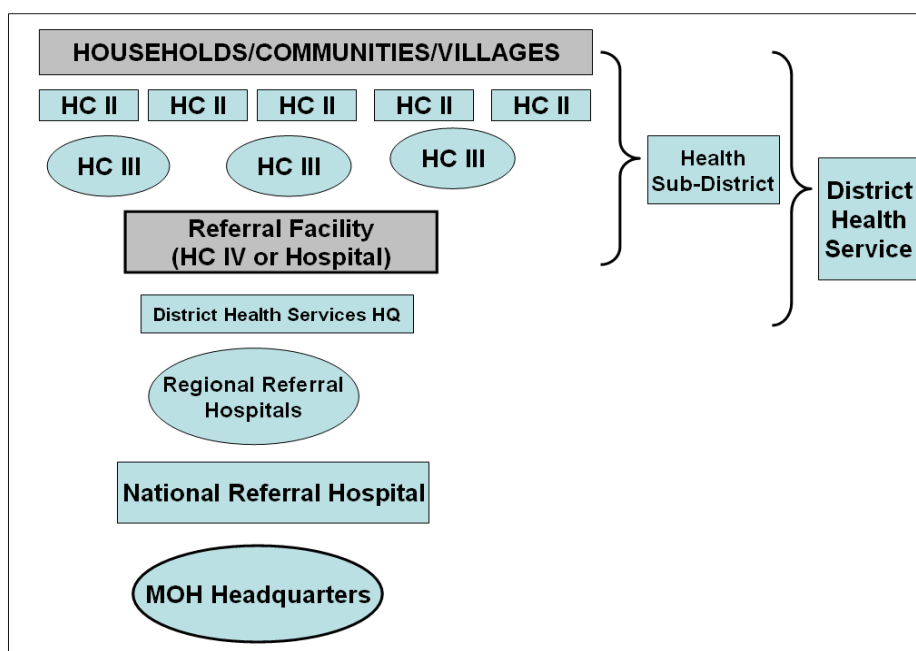 HOUSEHOLDS/COMMUNITIES/VILLAGES
HC II HC II HC II HC II HC II
HC III HC III HC III
Health
Sub-District
District
Health
Service
Referral Facility
(HC IV or Hospital)
District Health Services HQ
Regional Referral
Hospitals
National Referral Hospital
MOH Headquarters